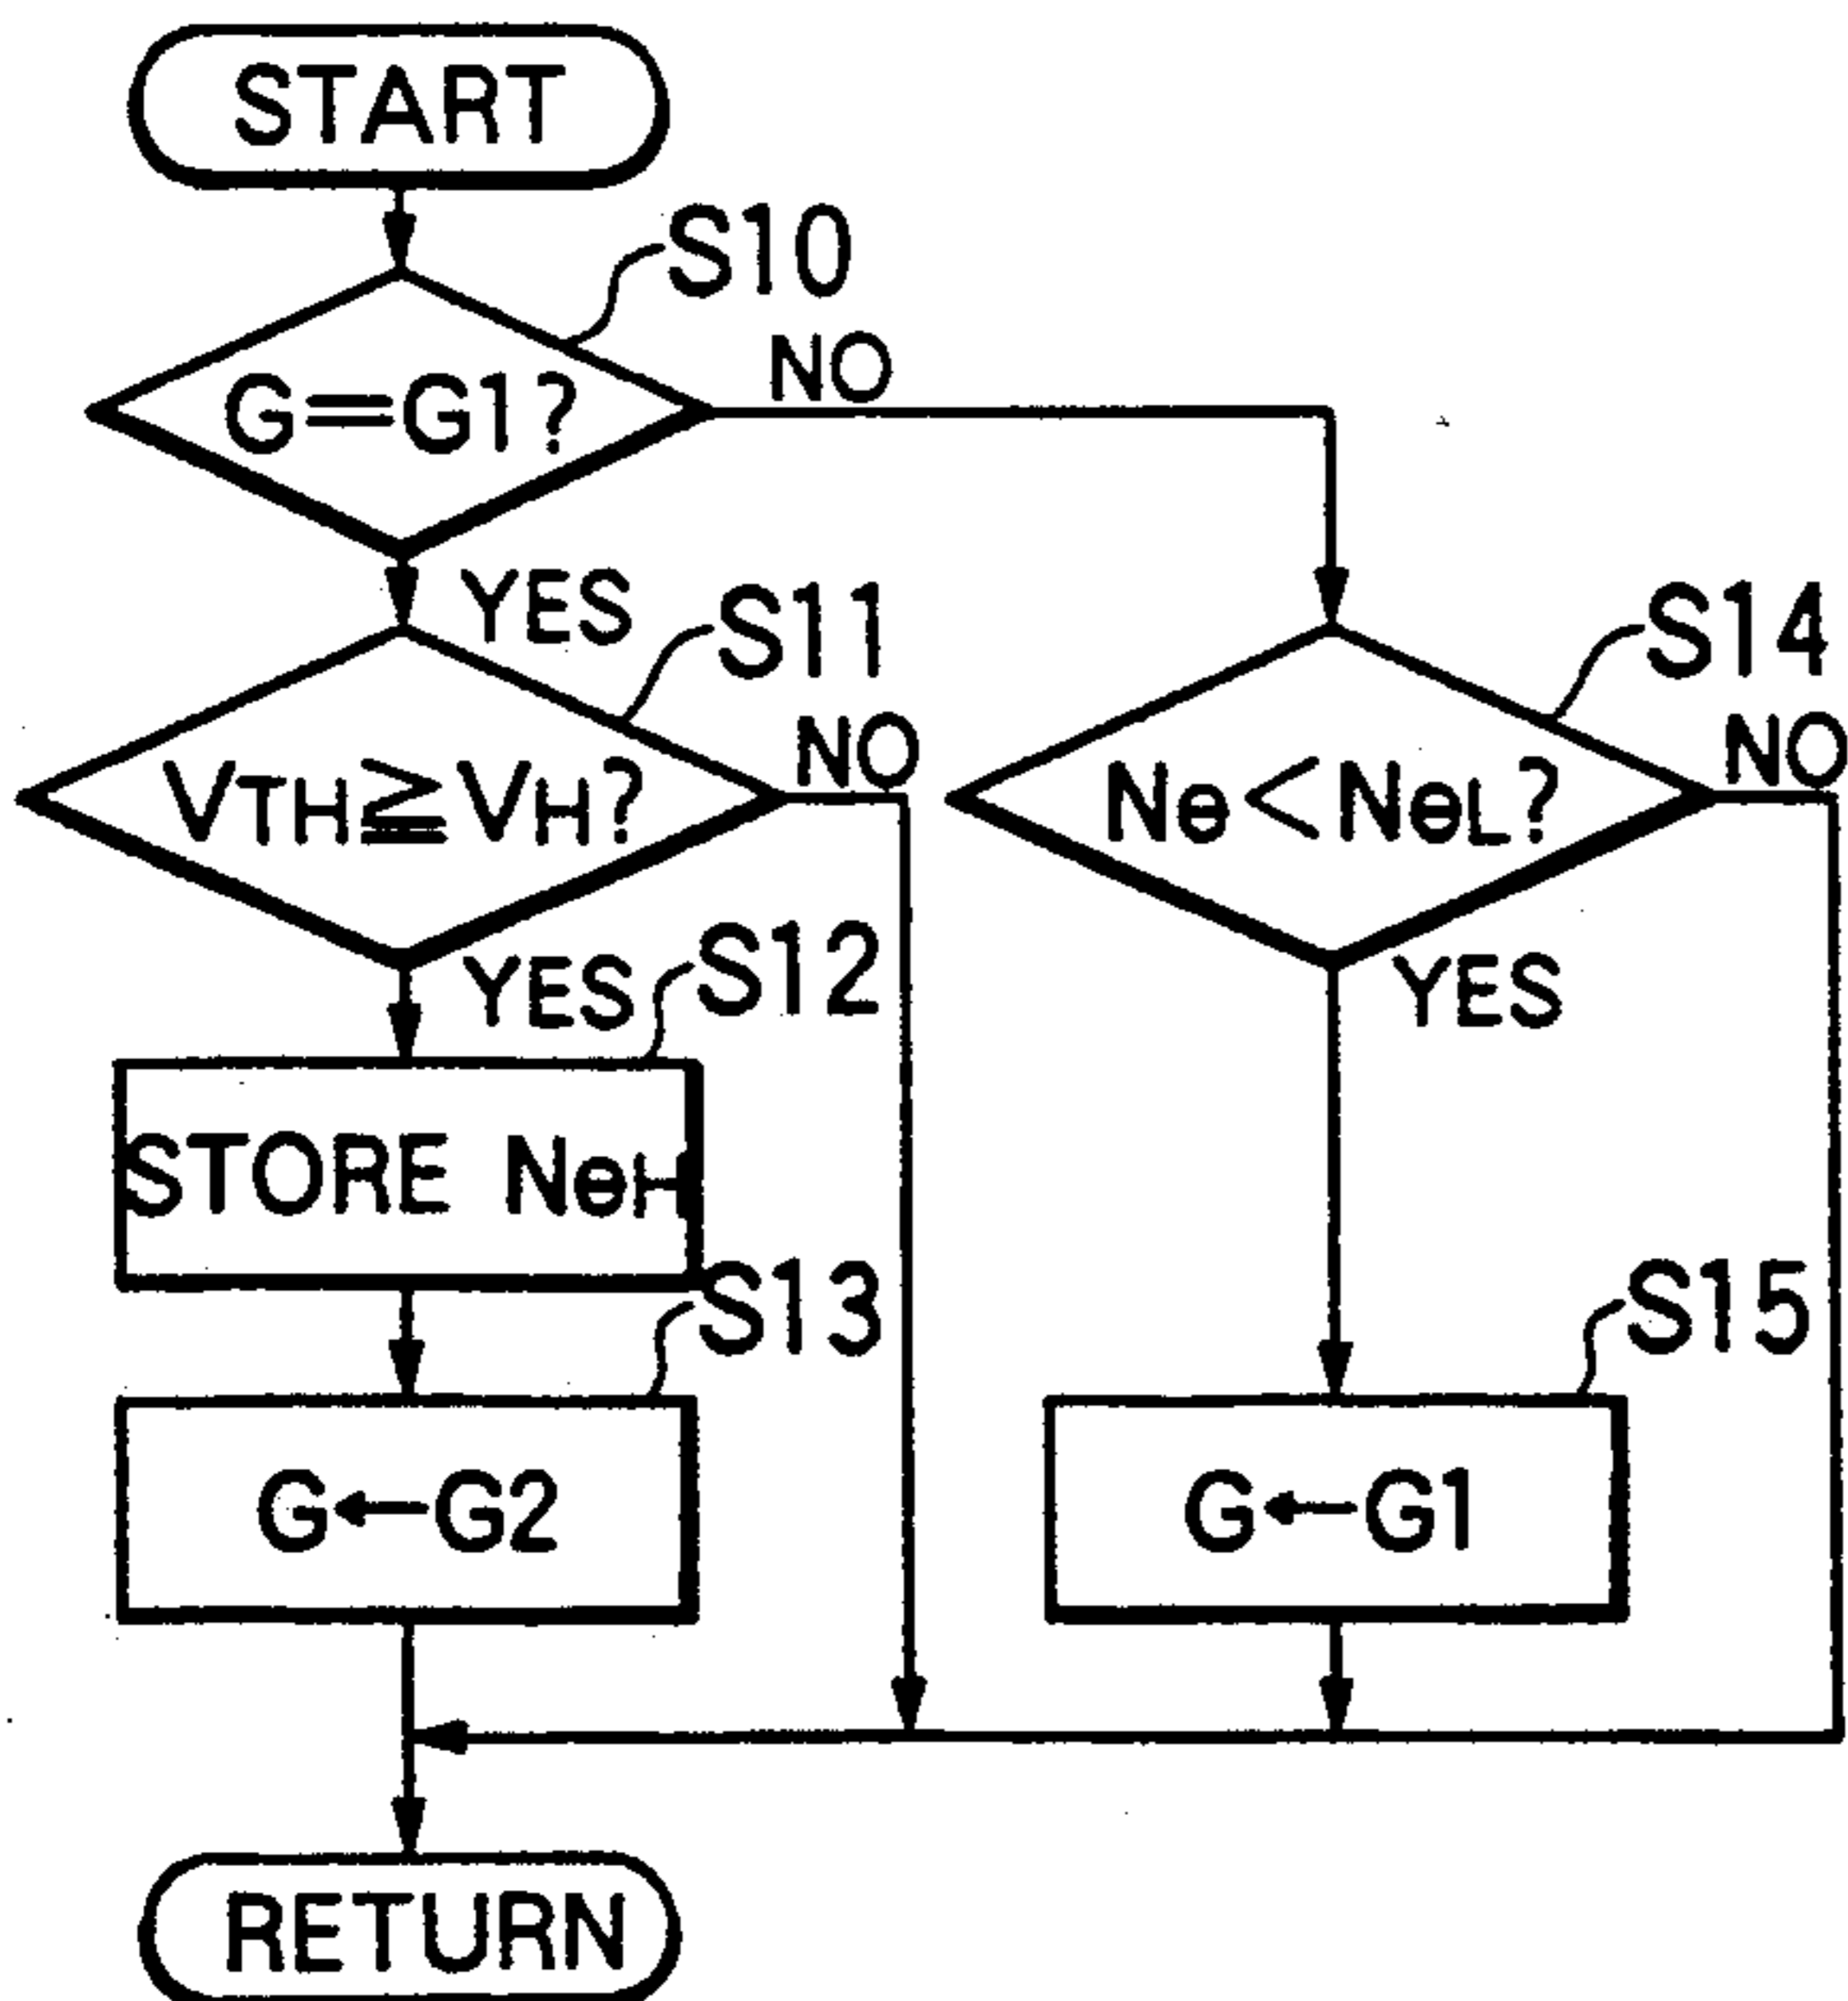 START
S10
G=G1?
NO
YES
S11
VTH≧VH?
NO
S14
Ne<NeL?
NO
YES
S12
YES
STORE NeH
S13
G←G2
S15
G←G1
RETURN